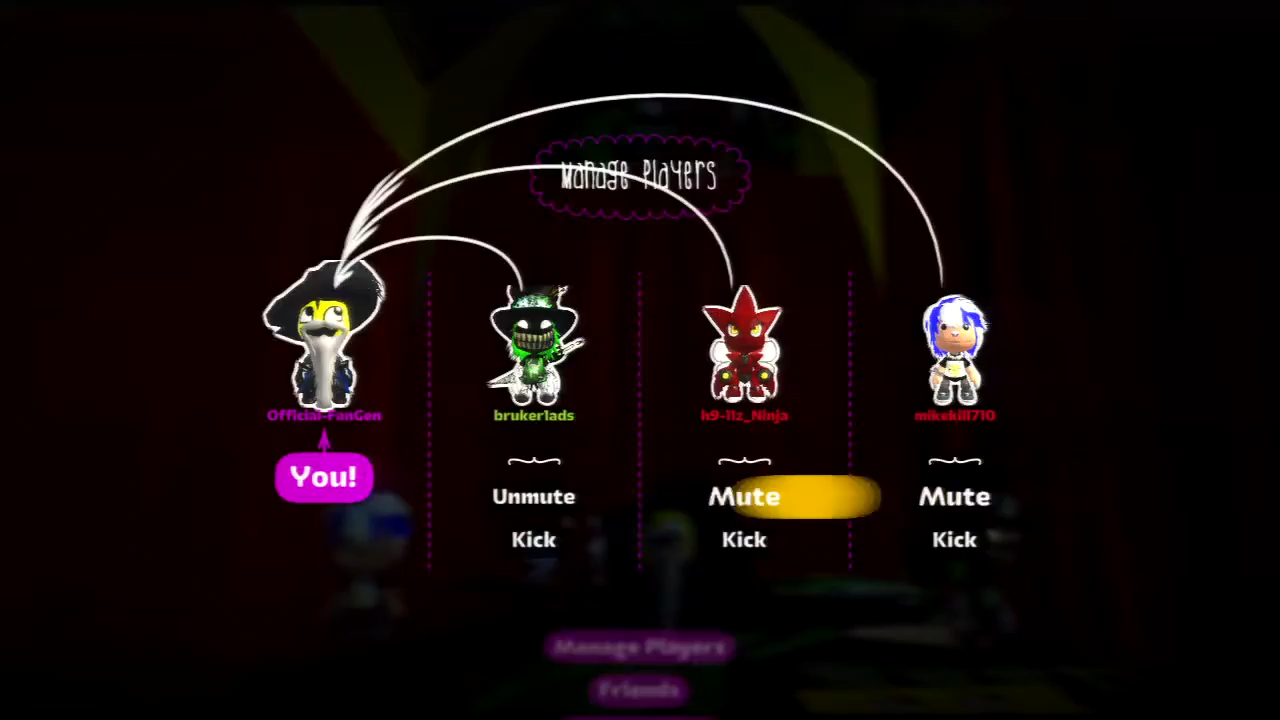 Manage Players
Official-FanGen
brukerlads
h9-11z_Ninja
mikekill710
You!
Unmute
Mute
Mute
Kick
Kick
Kick
Manage Players
Friends